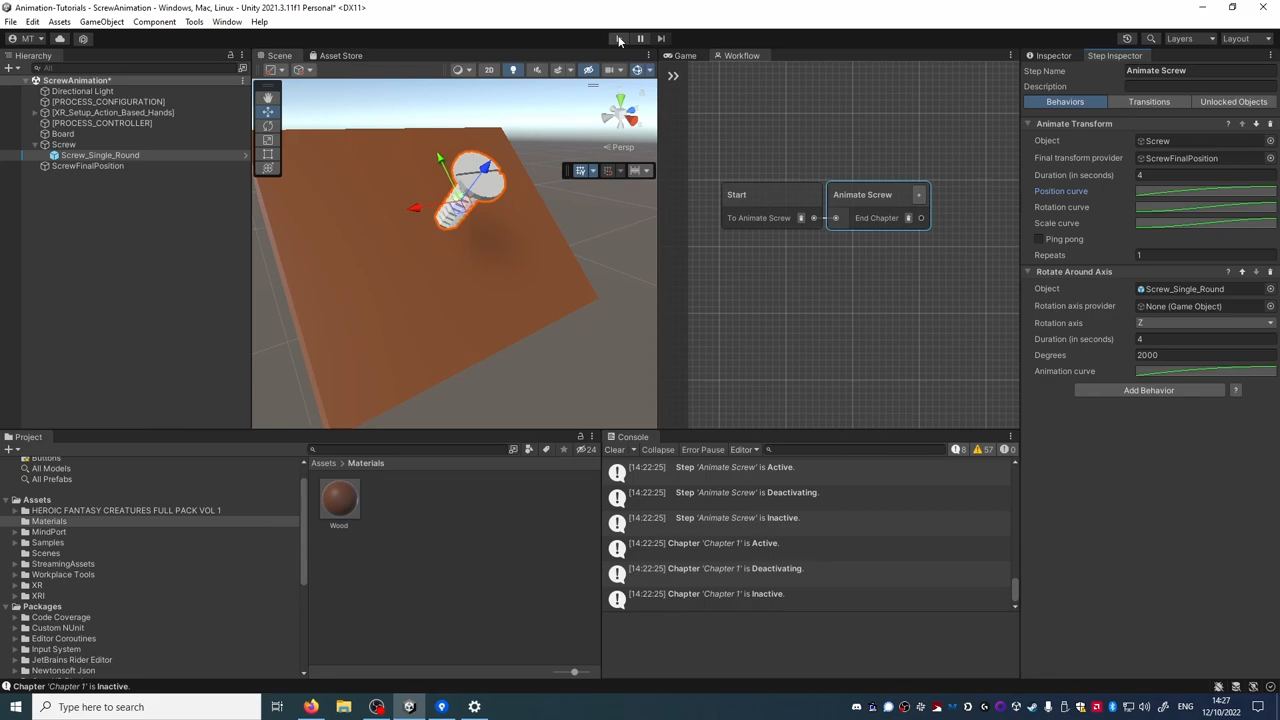 Animation-Tutorials - ScrewAnimation - Windows, Mac, Linux - Unity 2021.3.11f1 Personal* <DX11>
File Edit Assets GameObject Component Tools Window Help
MT
Layers
Layout
Hierarchy
All
ScrewAnimation*
Directional Light
[PROCESS_CONFIGURATION]
[XR_Setup_Action_Based_Hands]
[PROCESS_CONTROLLER]
Board
Screw
Screw_Single_Round
ScrewFinalPosition
Scene
Asset Store
2D
Persp
Game
Workflow
Start
To Animate Screw
Animate Screw
+
End Chapter
Inspector
Step Inspector
Step Name
Animate Screw
Description
Behaviors
Transitions
Unlocked Objects
Animate Transform
?
Object
Screw
Final transform provider
ScrewFinalPosition
Duration (in seconds)
4
Position curve
Rotation curve
Scale curve
Ping pong
Repeats
1
Rotate Around Axis
?
Object
Screw_Single_Round
Rotation axis provider
None (Game Object)
Rotation axis
Z
Duration (in seconds)
4
Degrees
2000
Animation curve
Add Behavior
?
Project
24
Buttons
All Models
All Prefabs
Assets
HEROIC FANTASY CREATURES FULL PACK VOL 1
Materials
MindPort
Samples
Scenes
StreamingAssets
Workplace Tools
XR
XRI
Packages
Code Coverage
Custom NUnit
Editor Coroutines
Input System
JetBrains Rider Editor
Newtonsoft Json
Assets > Materials
Wood
Console
Clear
Collapse
Error Pause
Editor
8
57
0
[14:22:25] Step 'Animate Screw' is Active.
[14:22:25] Step 'Animate Screw' is Deactivating.
[14:22:25] Step 'Animate Screw' is Inactive.
[14:22:25] Chapter 'Chapter 1' is Active.
[14:22:25] Chapter 'Chapter 1' is Deactivating.
[14:22:25] Chapter 'Chapter 1' is Inactive.
Chapter 'Chapter 1' is Inactive.
Type here to search
14:27
12/10/2022